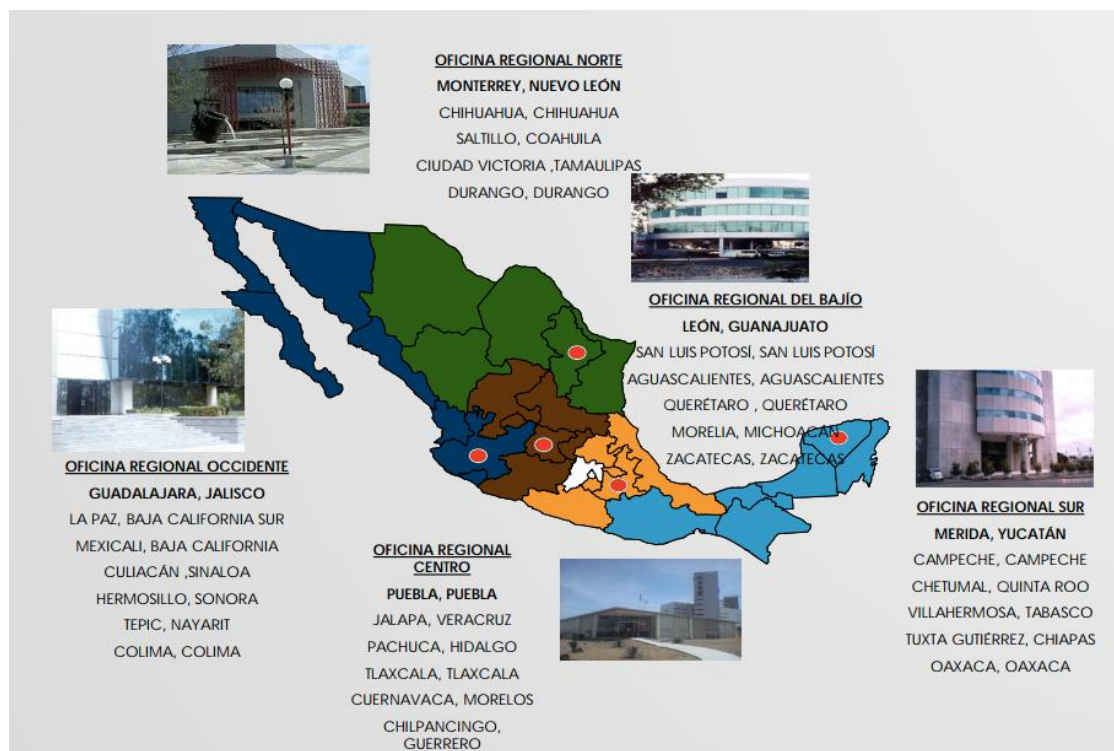 OFICINA REGIONAL NORTE
MONTERREY, NUEVO LEÓN
CHIHUAHUA, CHIHUAHUA
SALTILLO, COAHUILA
CIUDAD VICTORIA ,TAMAULIPAS
DURANGO, DURANGO
OFICINA REGIONAL DEL BAJÍO
LEÓN, GUANAJUATO
SAN LUIS POTOSÍ, SAN LUIS POTOSÍ
AGUASCALIENTES, AGUASCALIENTES
QUERÉTARO , QUERÉTARO
MORELIA, MICHOACÁN
ZACATECAS, ZACATECAS
OFICINA REGIONAL OCCIDENTE
GUADALAJARA, JALISCO
LA PAZ, BAJA CALIFORNIA SUR
MEXICALI, BAJA CALIFORNIA
CULIACÁN ,SINALOA
HERMOSILLO, SONORA
TEPIC, NAYARIT
COLIMA, COLIMA
OFICINA REGIONAL
CENTRO
PUEBLA, PUEBLA
JALAPA, VERACRUZ
PACHUCA, HIDALGO
TLAXCALA, TLAXCALA
CUERNAVACA, MORELOS
CHILPANCINGO,
GUERRERO
OFICINA REGIONAL SUR
MERIDA, YUCATÁN
CAMPECHE, CAMPECHE
CHETUMAL, QUINTA ROO
VILLAHERMOSA, TABASCO
TUXTA GUTIÉRREZ, CHIAPAS
OAXACA, OAXACA